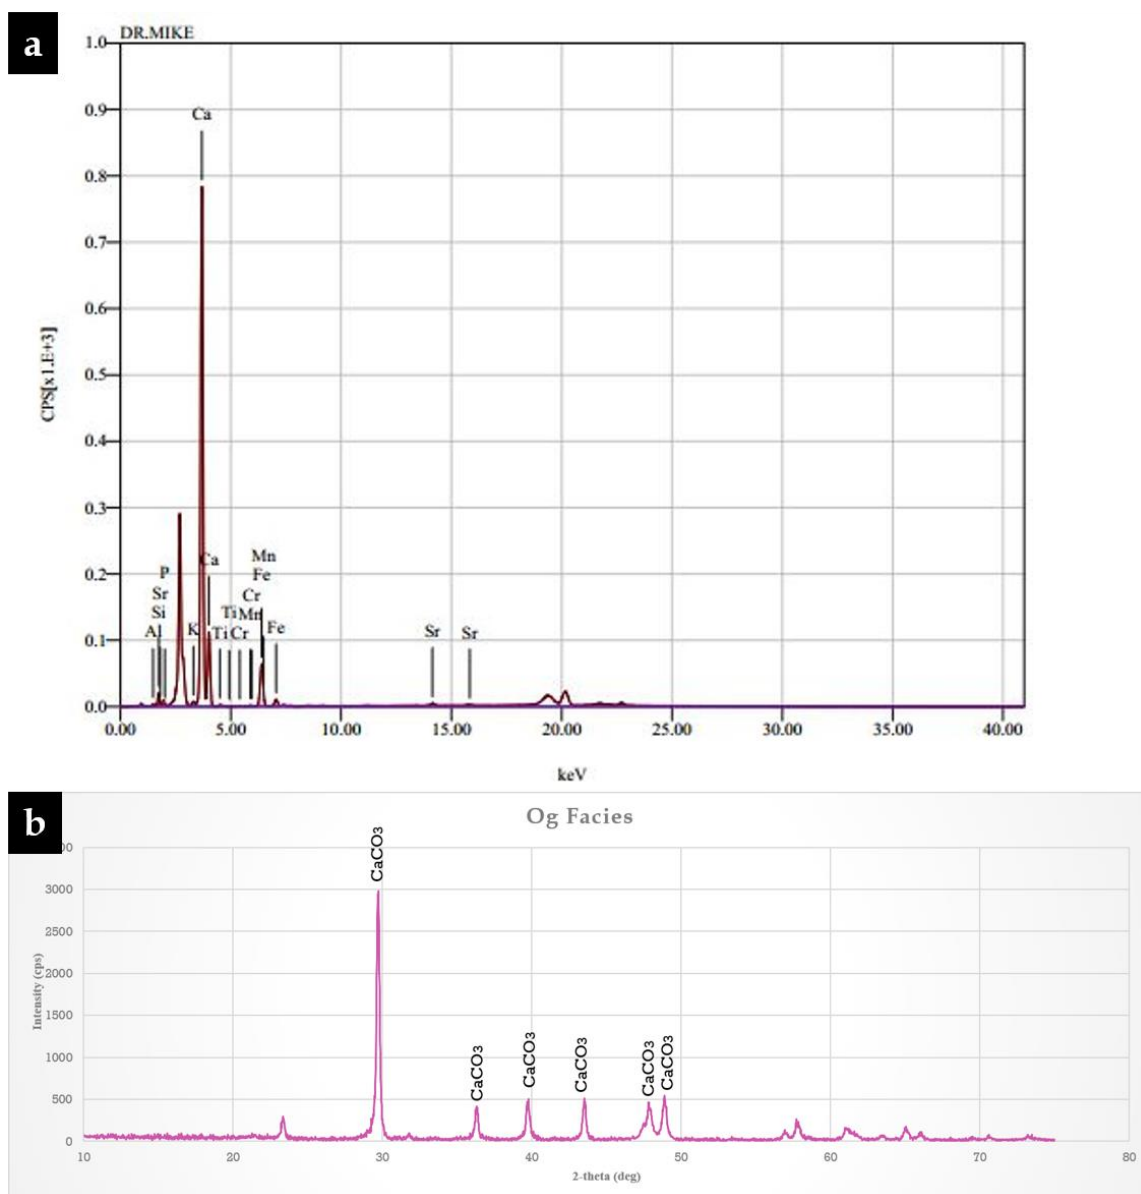 a
DR.MIKE
1.0
0.9
0.8
0.7
0.6
0.5
0.4
0.3
0.2
0.1
0.0
CPS[x1.E+3]
Ca
Ca
P
Sr
Si
Al
K
Ti
Ti
Cr
Cr
Mn
Mn
Fe
Fe
Sr
Sr
0.00 5.00 10.00 15.00 20.00 25.00 30.00 35.00 40.00
keV
b
Og Facies
3000
2500
2000
1500
1000
500
0
Intensity (cps)
CaCO3
CaCO3
CaCO3
CaCO3
CaCO3
CaCO3
10 20 30 40 50 60 70 80
2-theta (deg)